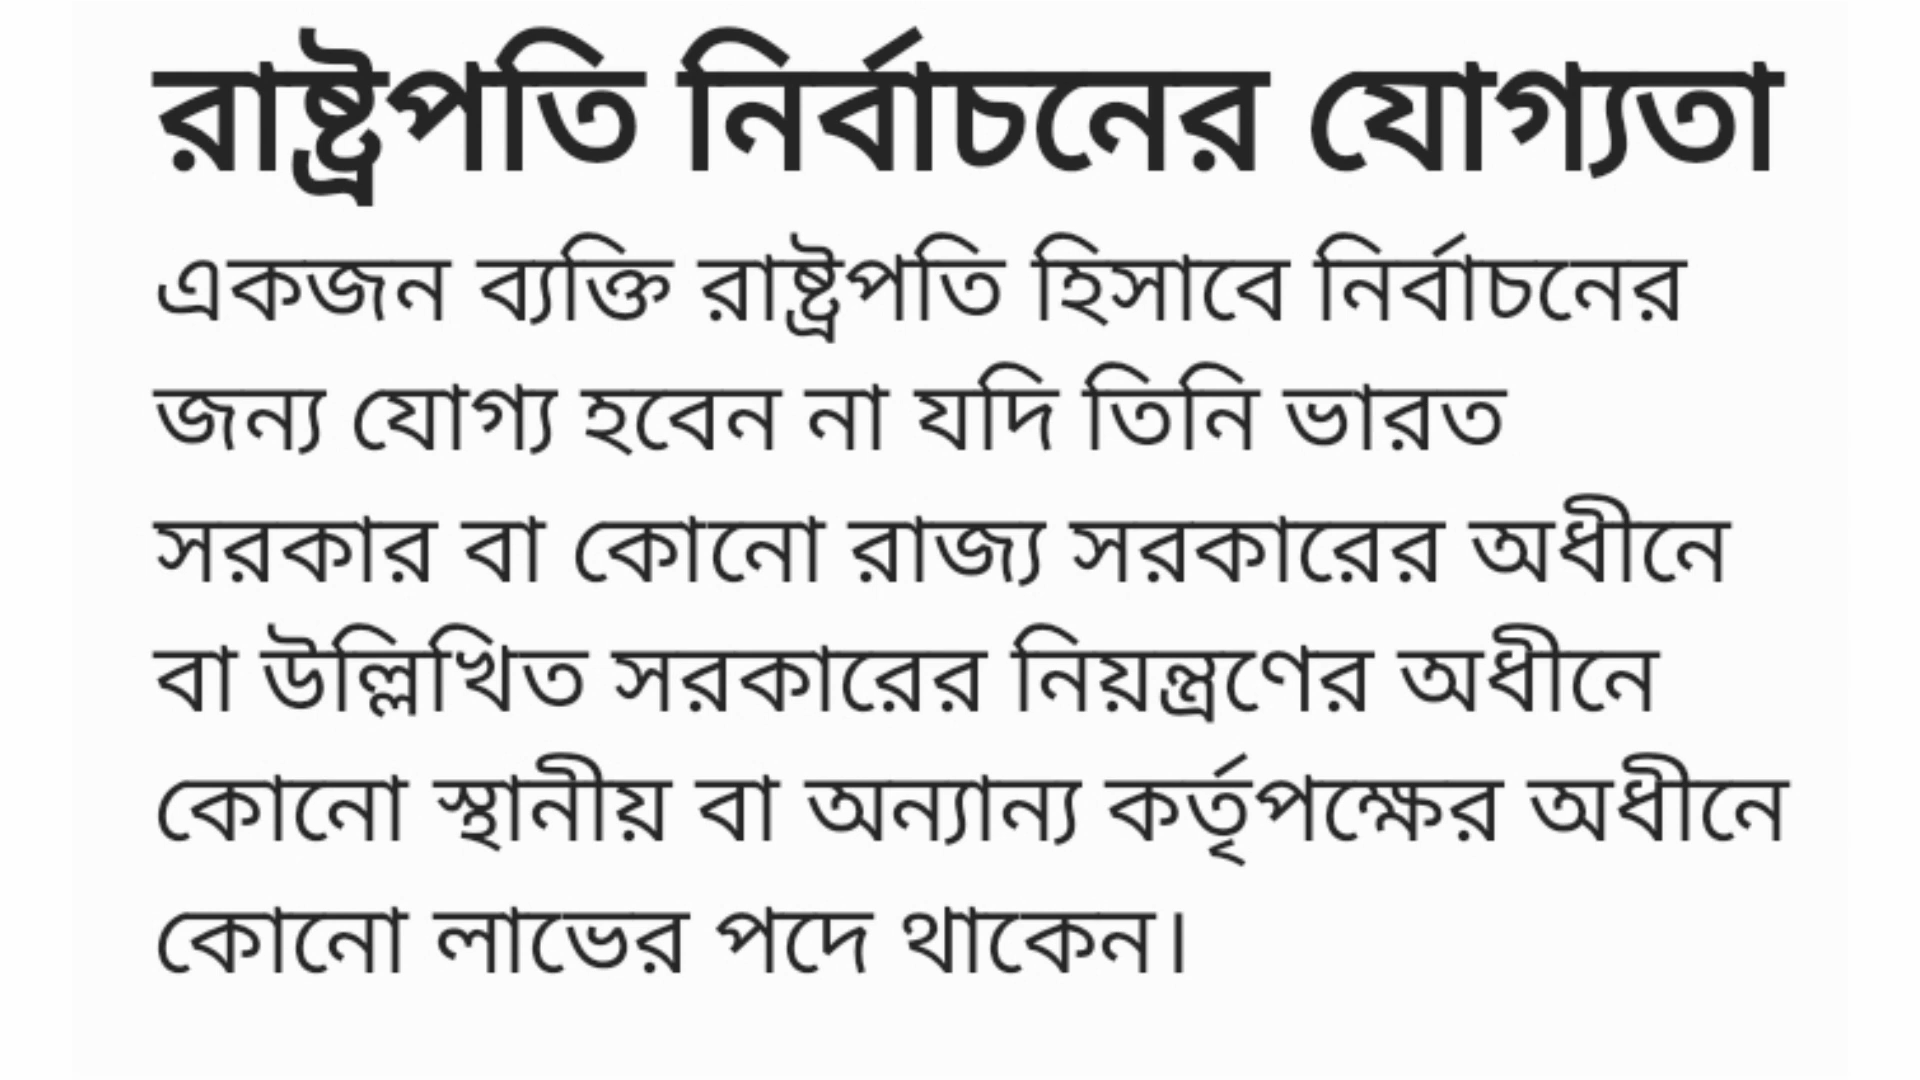 রাষ্ট্রপতি নির্বাচনের যোগ্যতা
একজন ব্যক্তি রাষ্ট্রপতি হিসাবে নির্বাচনের
জন্য যোগ্য হবেন না যদি তিনি ভারত
সরকার বা কোনো রাজ্য সরকারের অধীনে
বা উল্লিখিত সরকারের নিয়ন্ত্রণের অধীনে
কোনো স্থানীয় বা অন্যান্য কর্তৃপক্ষের অধীনে
কোনো লাভের পদে থাকেন।